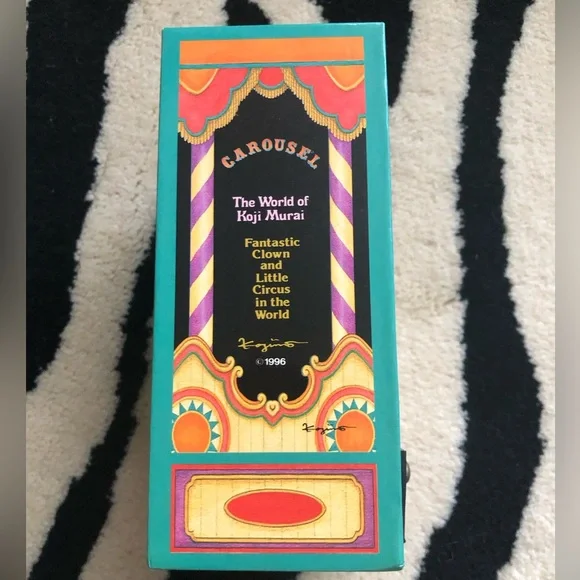 CAROUSEL
The World of
Koji Murai
Fantastic
Clown
and
Little
Circus
in the
World
©1996